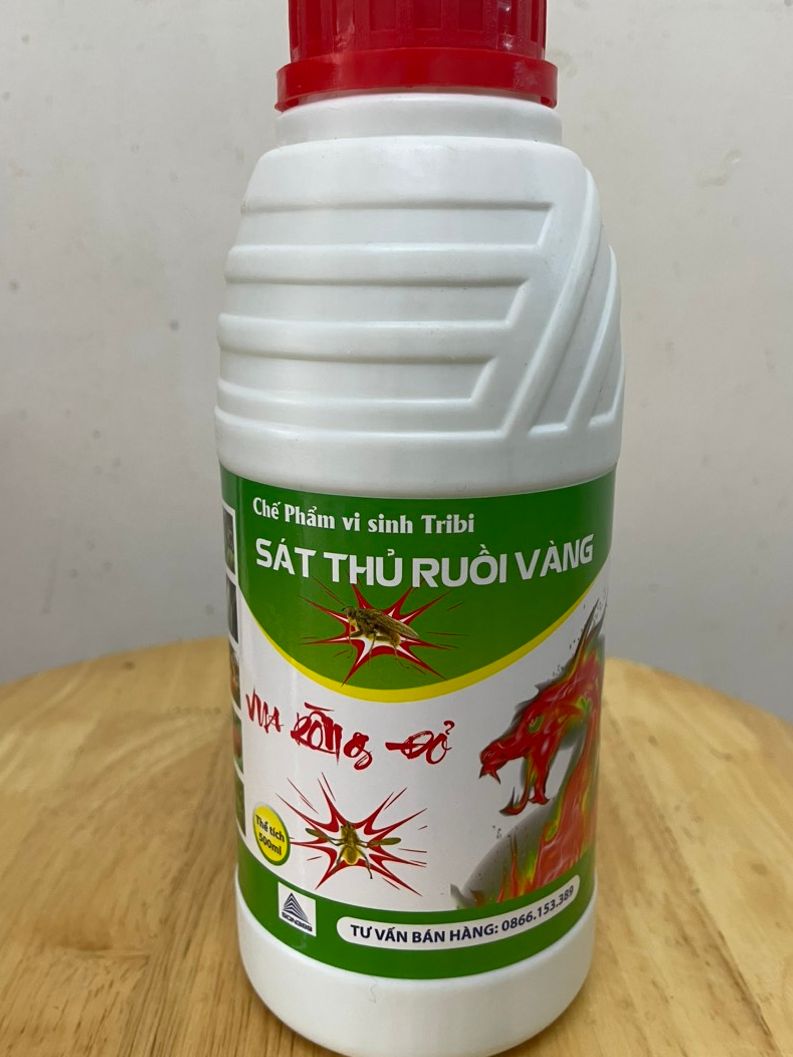 Chế Phẩm vi sinh Tribi
SÁT THỦ RUỒI VÀNG
VUA RỒNG ĐỎ
Thể tích
500ml
TƯ VẤN BÁN HÀNG: 0866.153.389